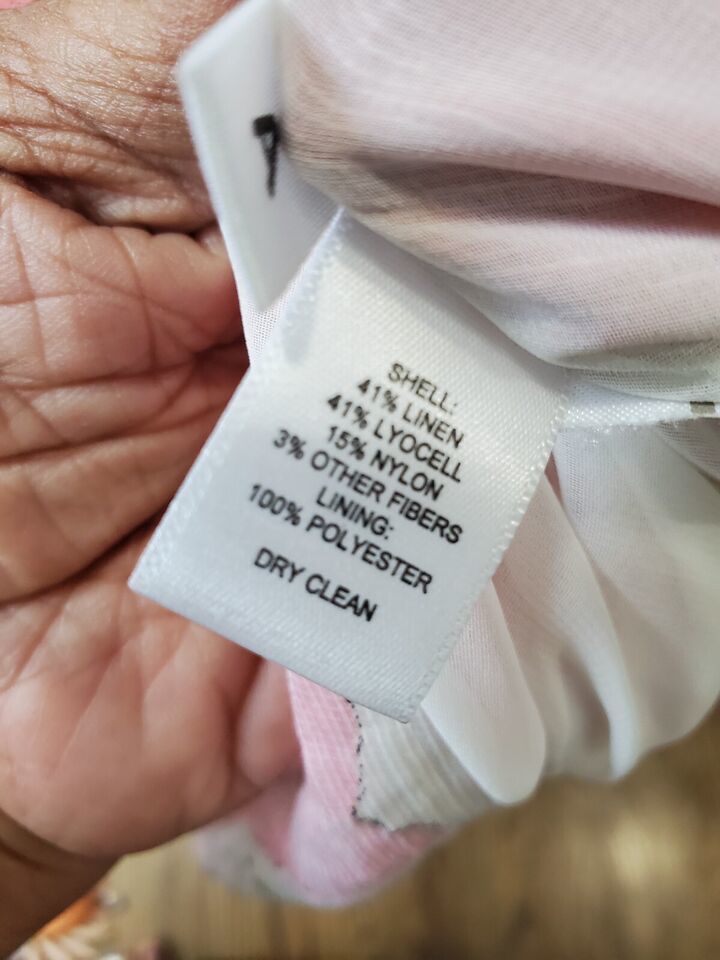 SHELL:
41% LINEN
41% LYOCELL
15% NYLON
3% OTHER FIBERS
LINING:
100% POLYESTER
DRY CLEAN